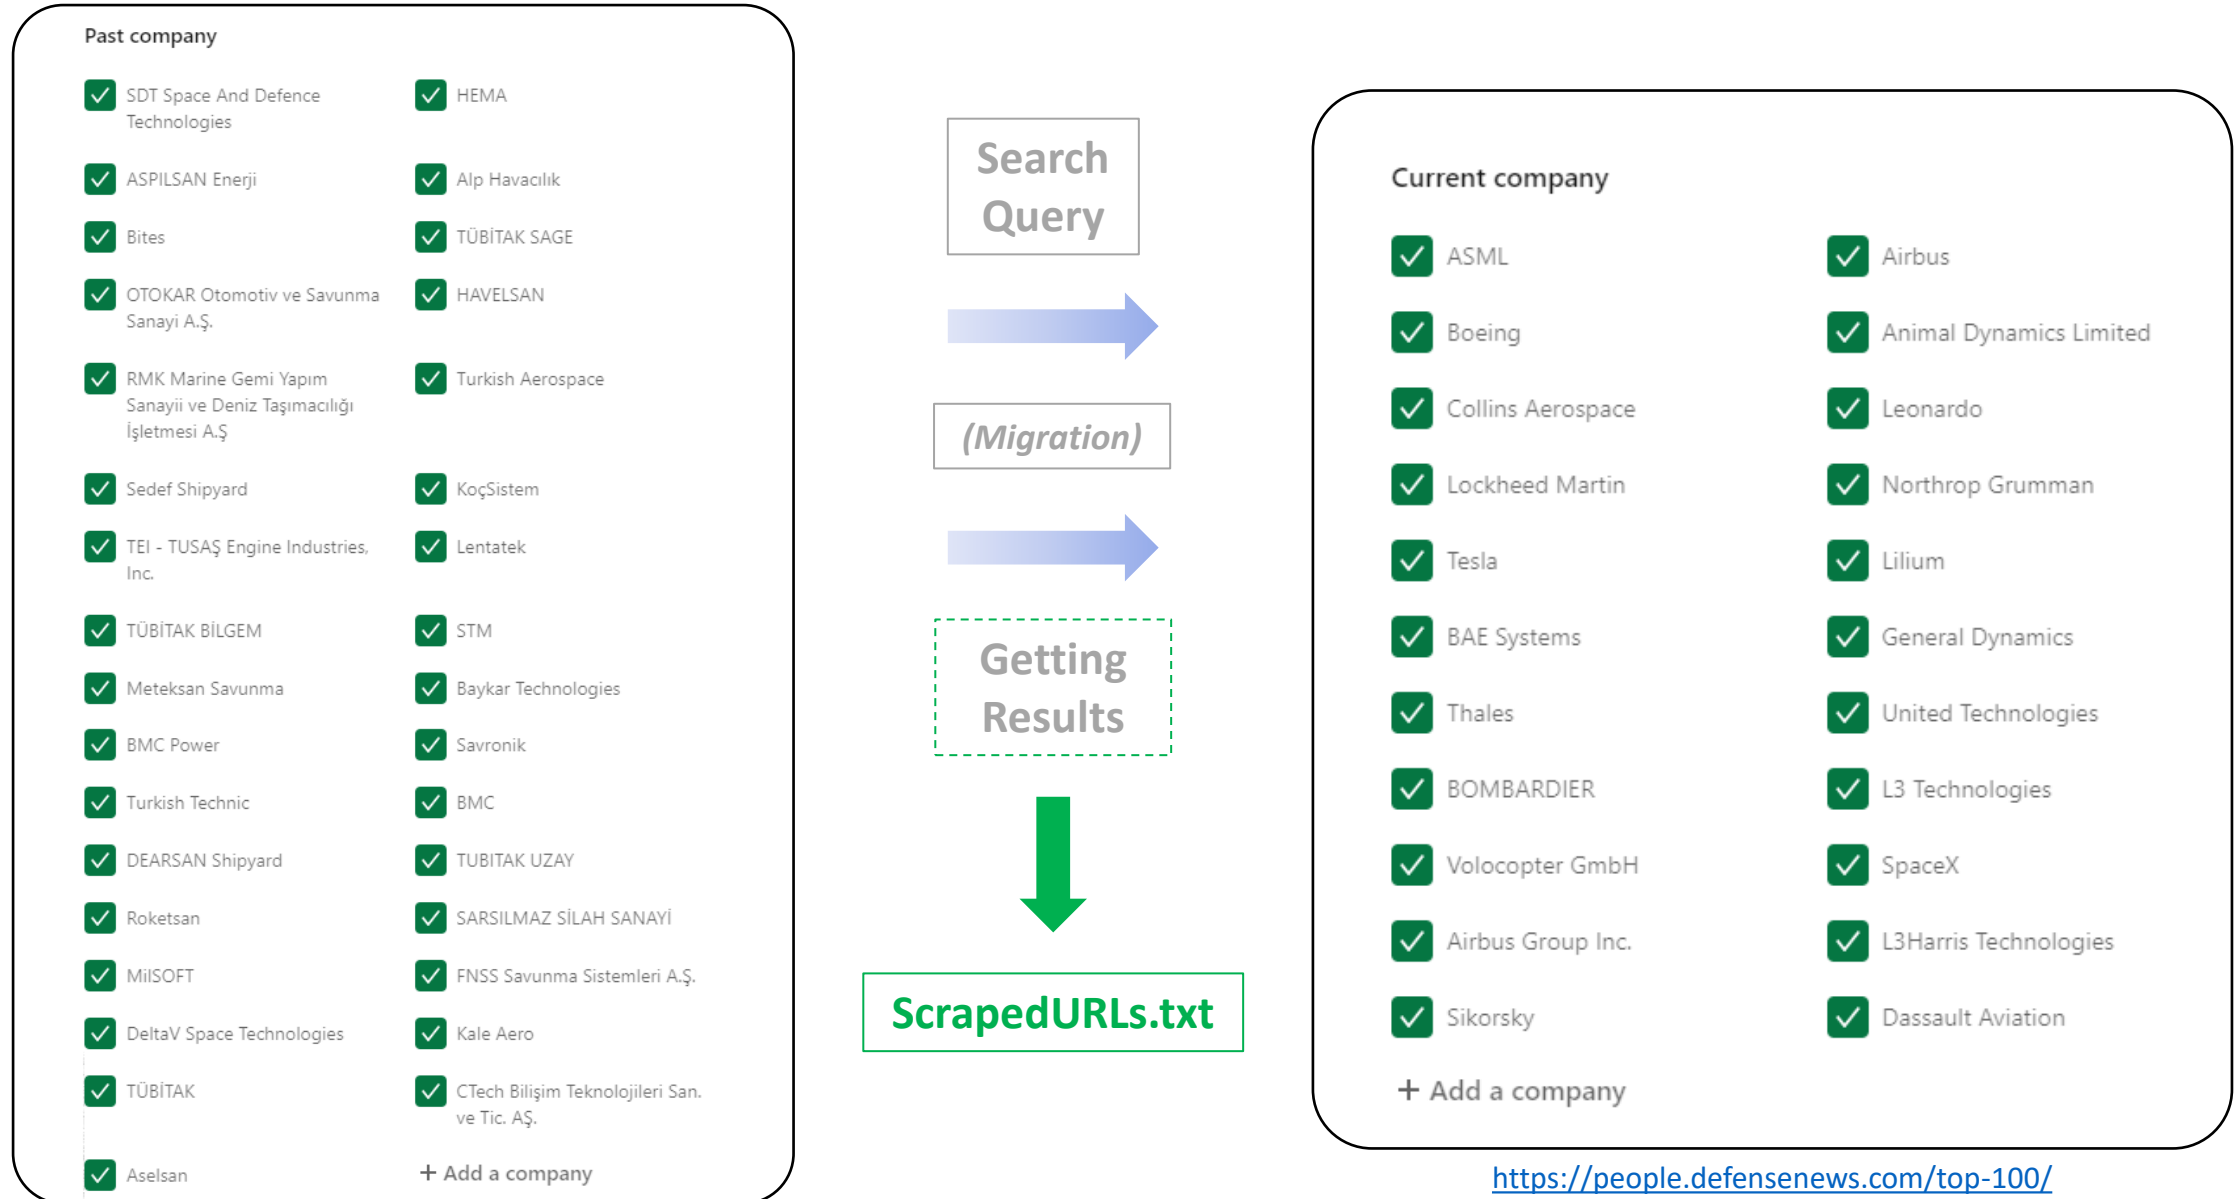 Past company
SDT Space And Defence
Technologies
HEMA
ASPILSAN Enerji
Alp Havacılık
Bites
TÜBİTAK SAGE
OTOKAR Otomotiv ve Savunma
Sanayi A.Ş.
HAVELSAN
RMK Marine Gemi Yapım
Sanayii ve Deniz Taşımacılığı
İşletmesi A.Ş
Turkish Aerospace
Sedef Shipyard
KoçSistem
TEI - TUSAŞ Engine Industries,
Inc.
Lentatek
TÜBİTAK BİLGEM
STM
Meteksan Savunma
Baykar Technologies
BMC Power
Savronik
Turkish Technic
BMC
DEARSAN Shipyard
TUBITAK UZAY
Roketsan
SARSILMAZ SİLAH SANAYİ
MilSOFT
FNSS Savunma Sistemleri A.Ş.
DeltaV Space Technologies
Kale Aero
TÜBİTAK
CTech Bilişim Teknolojileri San.
ve Tic. AŞ.
Aselsan
+ Add a company
Search
Query
(Migration)
Getting
Results
ScrapedURLs.txt
Current company
ASML
Airbus
Boeing
Animal Dynamics Limited
Collins Aerospace
Leonardo
Lockheed Martin
Northrop Grumman
Tesla
Lilium
BAE Systems
General Dynamics
Thales
United Technologies
BOMBARDIER
L3 Technologies
Volocopter GmbH
SpaceX
Airbus Group Inc.
L3Harris Technologies
Sikorsky
Dassault Aviation
+ Add a company
https://people.defensenews.com/top-100/